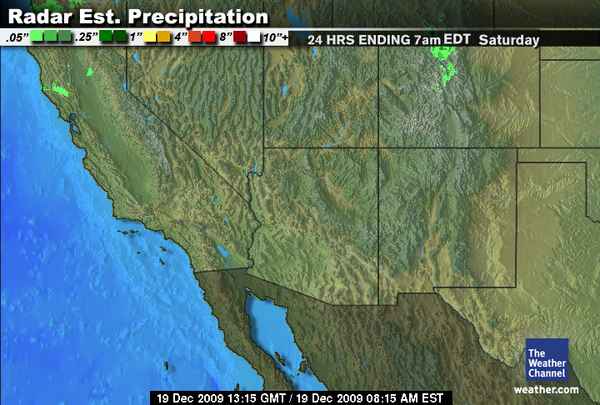 Radar Est. Precipitation
.05" .25" 1" 4" 8" 10"+
24 HRS ENDING 7am EDT Saturday
The
Weather
Channel
weather.com
19 Dec 2009 13:15 GMT / 19 Dec 2009 08:15 AM EST